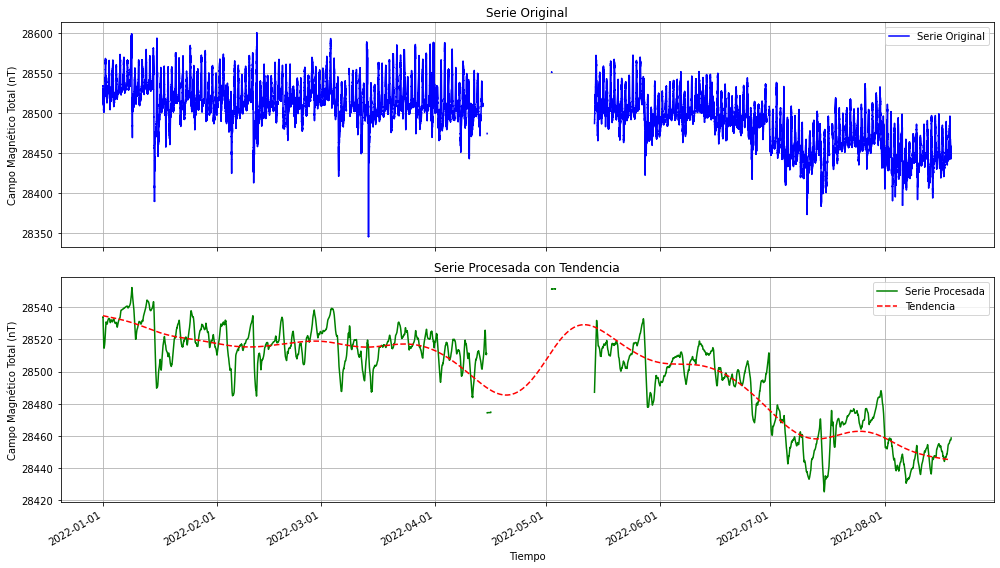 Serie Original
Campo Magnético Total (nT)
28600
28550
28500
28450
28400
28350
Serie Original
Serie Procesada con Tendencia
Campo Magnético Total (nT)
28540
28520
28500
28480
28460
28440
28420
Serie Procesada
Tendencia
2022-01-01
2022-02-01
2022-03-01
2022-04-01
2022-05-01
2022-06-01
2022-07-01
2022-08-01
Tiempo